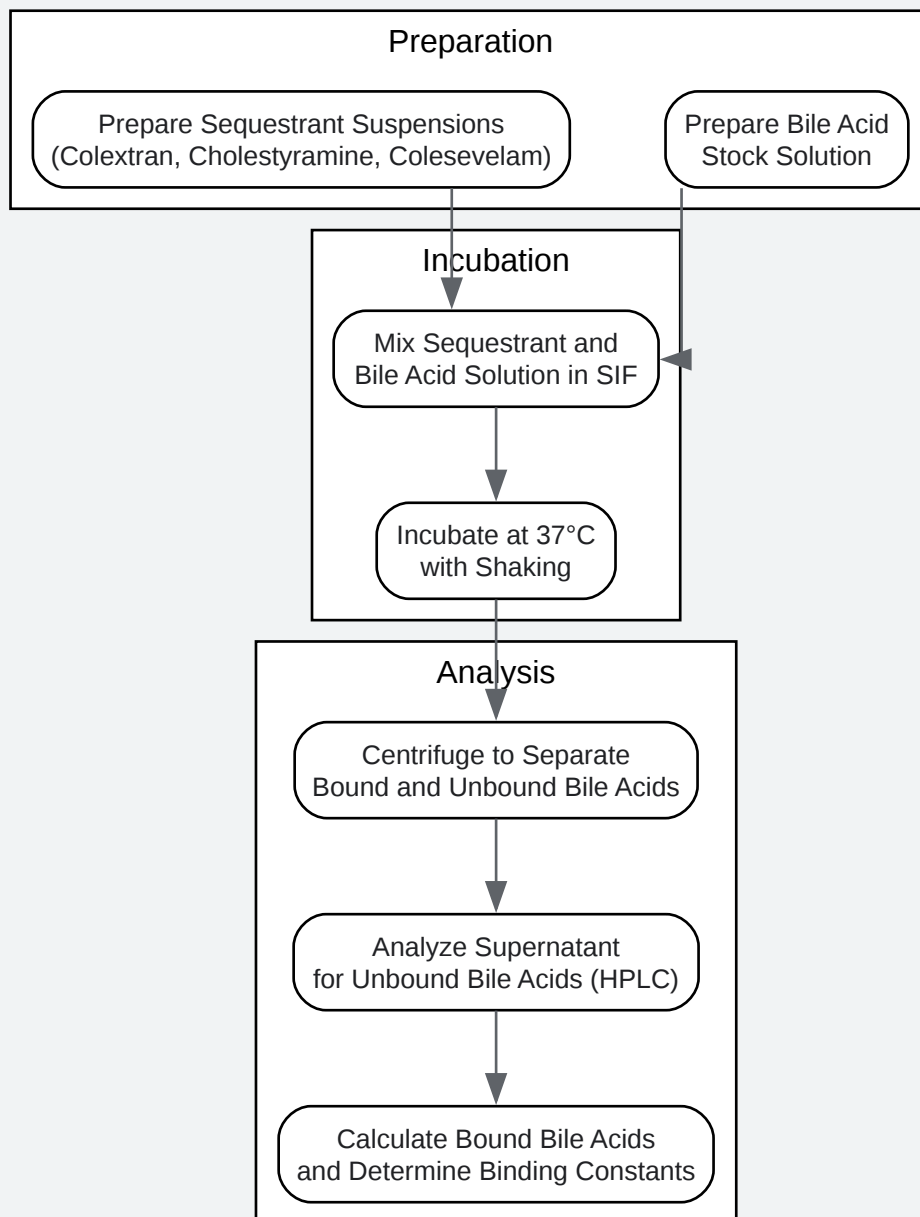 Preparation
Prepare Sequestrant Suspensions
(Colextran, Cholestyramine, Colesevelam)
Prepare Bile Acid
Stock Solution
Incubation
Mix Sequestrant and
Bile Acid Solution in SIF
Incubate at 37°C
with Shaking
Analysis
Centrifuge to Separate
Bound and Unbound Bile Acids
Analyze Supernatant
for Unbound Bile Acids (HPLC)
Calculate Bound Bile Acids
and Determine Binding Constants